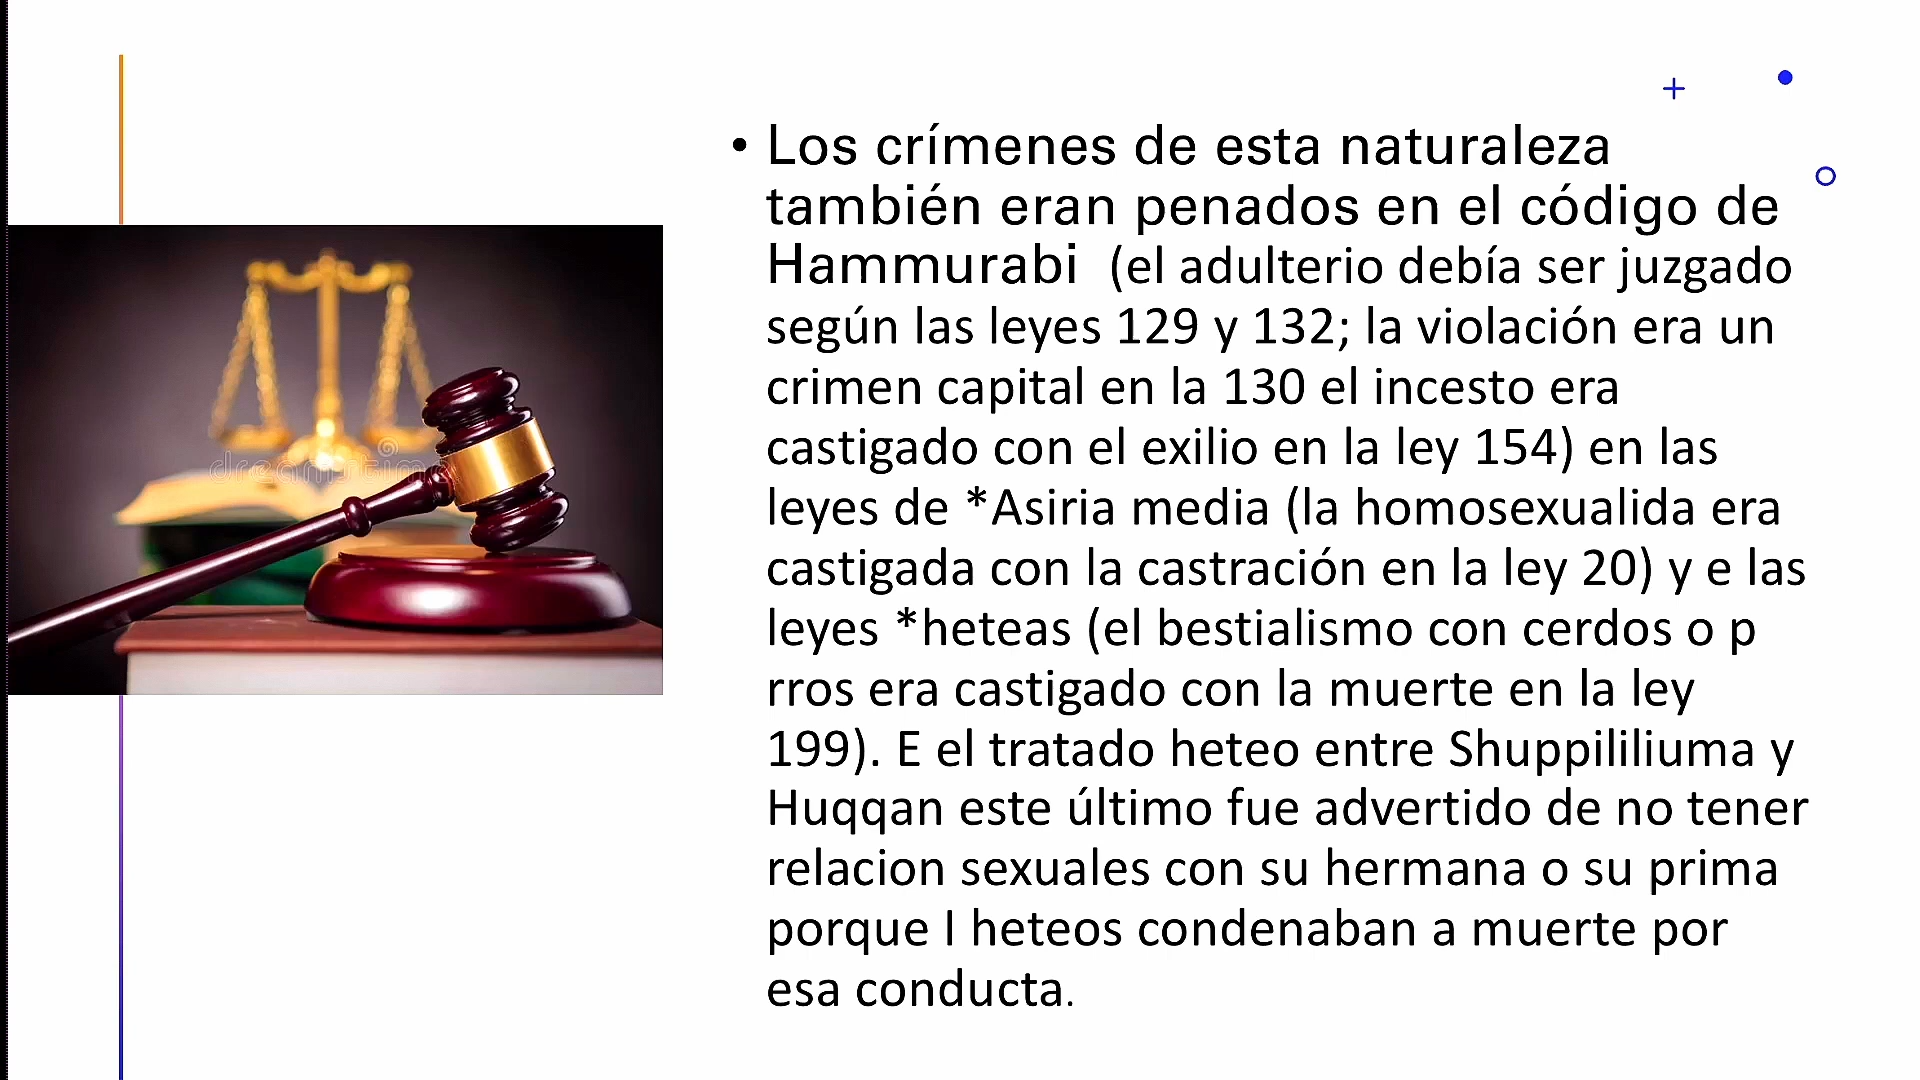 • Los crímenes de esta naturaleza
también eran penados en el código de
Hammurabi (el adulterio debía ser juzgado
según las leyes 129 y 132; la violación era un
crimen capital en la 130 el incesto era
castigado con el exilio en la ley 154) en las
leyes de *Asiria media (la homosexualida era
castigada con la castración en la ley 20) y e las
leyes *heteas (el bestialismo con cerdos o p
rros era castigado con la muerte en la ley
199). E el tratado heteo entre Shuppililiuma y
Huqqan este último fue advertido de no tener
relacion sexuales con su hermana o su prima
porque I heteos condenaban a muerte por
esa conducta.
dreamstime